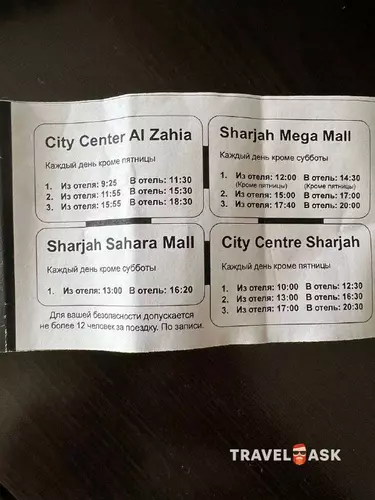 City Center Al Zahia
Каждый день кроме пятницы
1. Из отеля: 9:25 В отель: 11:30
2. Из отеля: 11:55 В отель: 15:30
3. Из отеля: 15:55 В отель: 18:30
Sharjah Mega Mall
Каждый день кроме субботы
1. Из отеля: 12:00 В отель: 14:30
(Кроме пятницы) (Кроме пятницы)
2. Из отеля: 15:00 В отель: 17:00
3. Из отеля: 17:40 В отель: 20:00
Sharjah Sahara Mall
Каждый день кроме субботы
1. Из отеля: 13:00 В отель: 16:20
City Centre Sharjah
Каждый день кроме пятницы
1. Из отеля: 10:00 В отель: 12:30
2. Из отеля: 13:00 В отель: 16:30
3. Из отеля: 17:00 В отель: 20:30
Для вашей безопасности допускается
не более 12 человек за поездку. По записи.
TRAVEL ASK